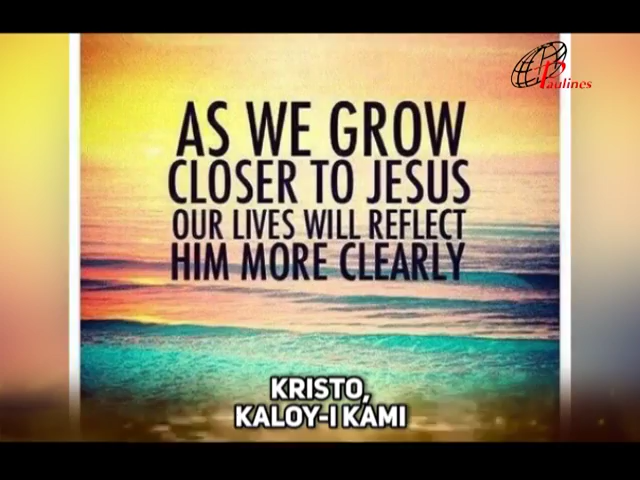 Paulines
AS WE GROW
CLOSER TO JESUS
OUR LIVES WILL REFLECT
HIM MORE CLEARLY
KRISTO,
KALOY-I KAMI